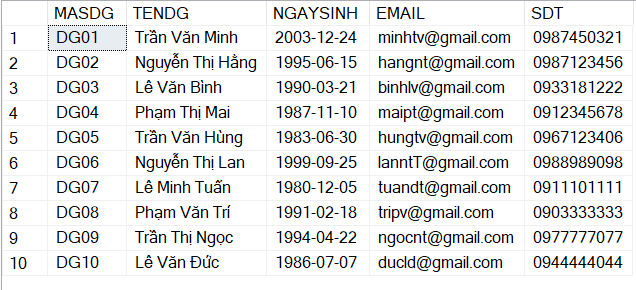 MASDG TENDG NGAYSINH EMAIL SDT
1 DG01 Trần Văn Minh 2003-12-24 minhtv@gmail.com 0987450321
2 DG02 Nguyễn Thị Hằng 1995-06-15 hangnt@gmail.com 0987123456
3 DG03 Lê Văn Bình 1990-03-21 binhlv@gmail.com 0933181222
4 DG04 Phạm Thị Mai 1987-11-10 maipt@gmail.com 0912345678
5 DG05 Trần Văn Hùng 1983-06-30 hungtv@gmail.com 0967123406
6 DG06 Nguyễn Thị Lan 1999-09-25 lanntT@gmail.com 0988989098
7 DG07 Lê Minh Tuấn 1980-12-05 tuandt@gmail.com 0911101111
8 DG08 Phạm Văn Trí 1991-02-18 tripv@gmail.com 0903333333
9 DG09 Trần Thị Ngọc 1994-04-22 ngocnt@gmail.com 0977777077
10 DG10 Lê Văn Đức 1986-07-07 ducld@gmail.com 0944444044